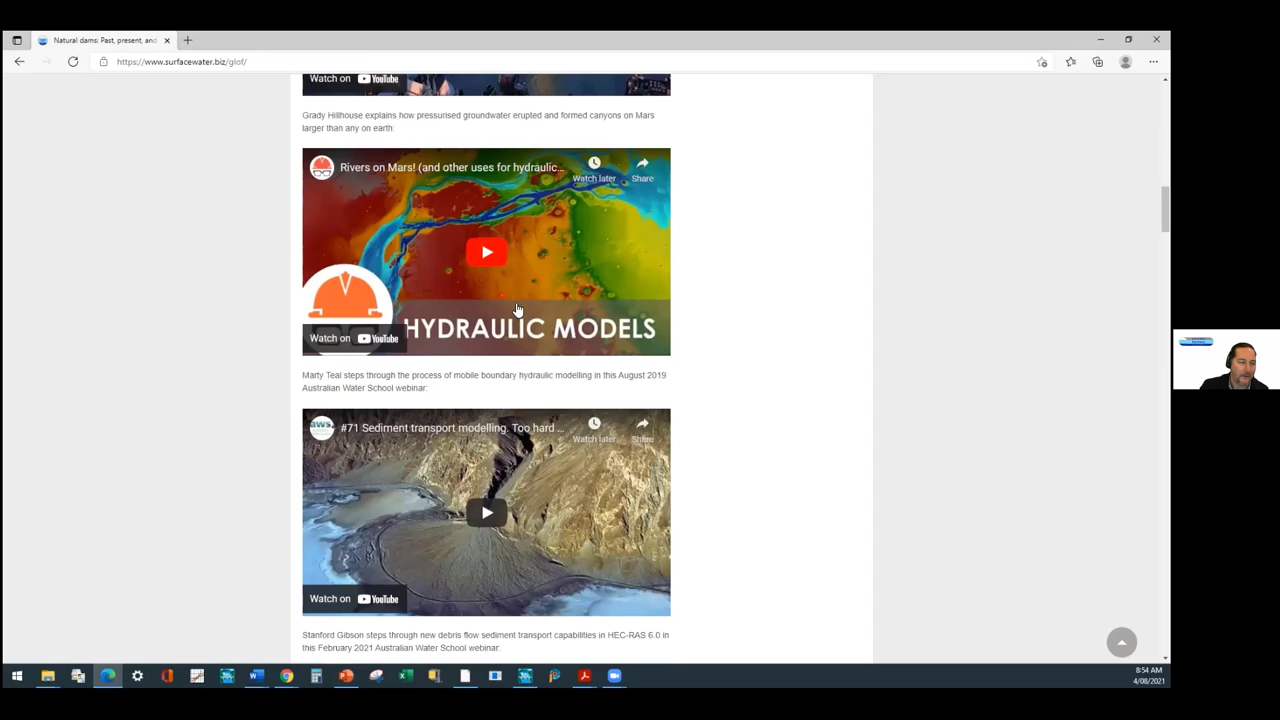 Natural dams: Past, present, and
https://www.surfacewater.biz/glof/
Watch on YouTube
Grady Hillhouse explains how pressurised groundwater erupted and formed canyons on Mars
larger than any on earth:
Rivers on Mars! (and other uses for hydraulic...
Watch later
Share
HYDRAULIC MODELS
Watch on YouTube
Marty Teal steps through the process of mobile boundary hydraulic modelling in this August 2019
Australian Water School webinar:
aws.
#71 Sediment transport modelling. Too hard ...
Watch later
Share
Watch on YouTube
Stanford Gibson steps through new debris flow sediment transport capabilities in HEC-RAS 6.0 in
this February 2021 Australian Water School webinar:
8:54 AM
4/08/2021